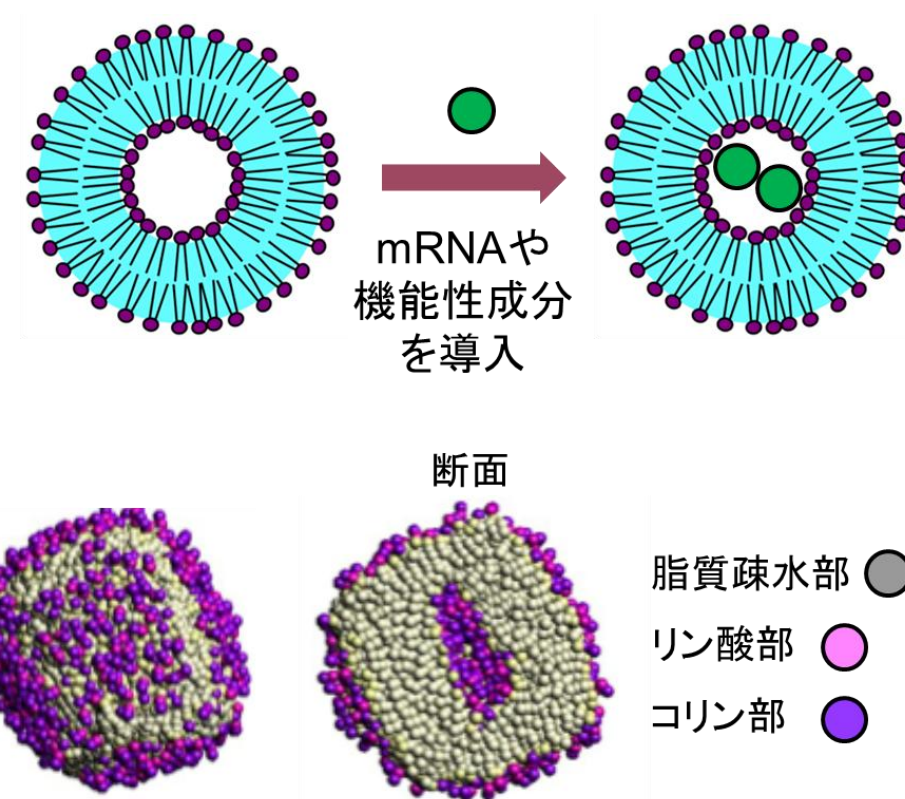 mRNAや
機能性成分
を導入
断面
脂質疎水部
リン酸部
コリン部